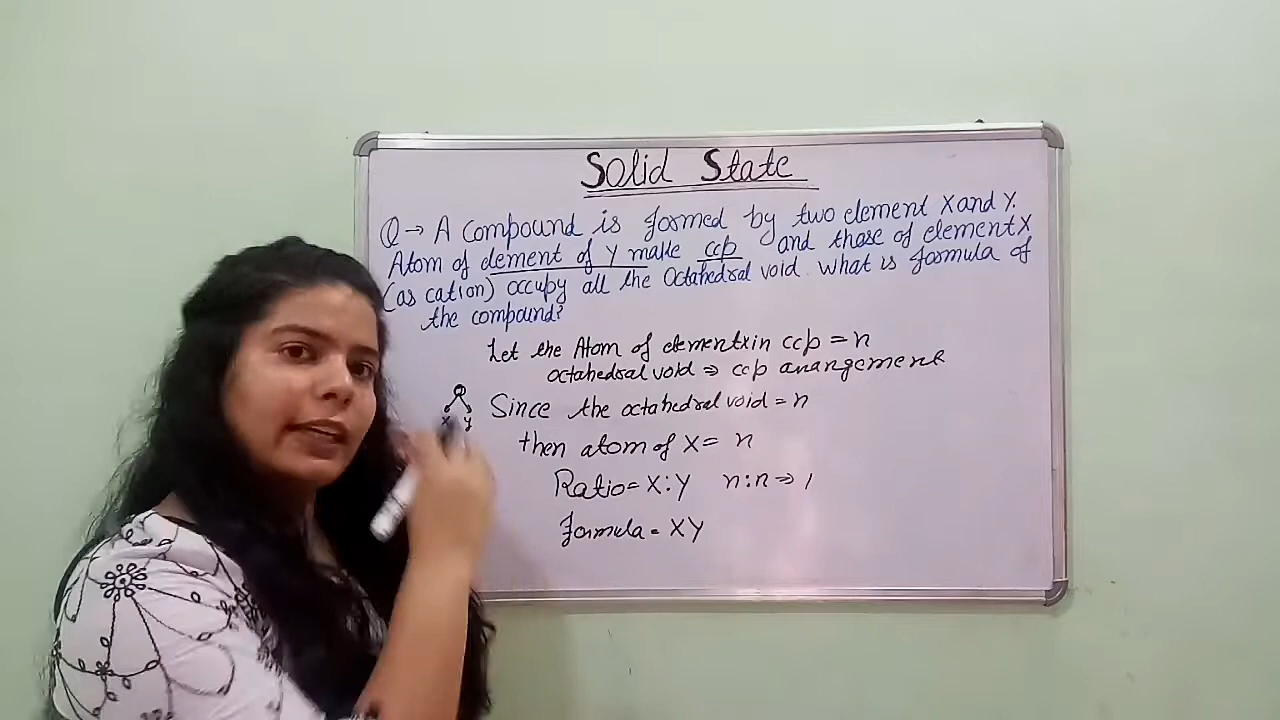 Solid State
Q→ A compound is formed by two element X and Y.
Atom of element of Y make ccp and those of element X
(as cation) occupy all the Octahedral void. What is formula of
the compound?
Let the Atom of element x in ccp = n
octahedral void ⇒ ccp arrangement
Since the octahedral void = n
then atom of X = n
x y
Ratio = X:Y n:n ⇒ 1
formula = XY